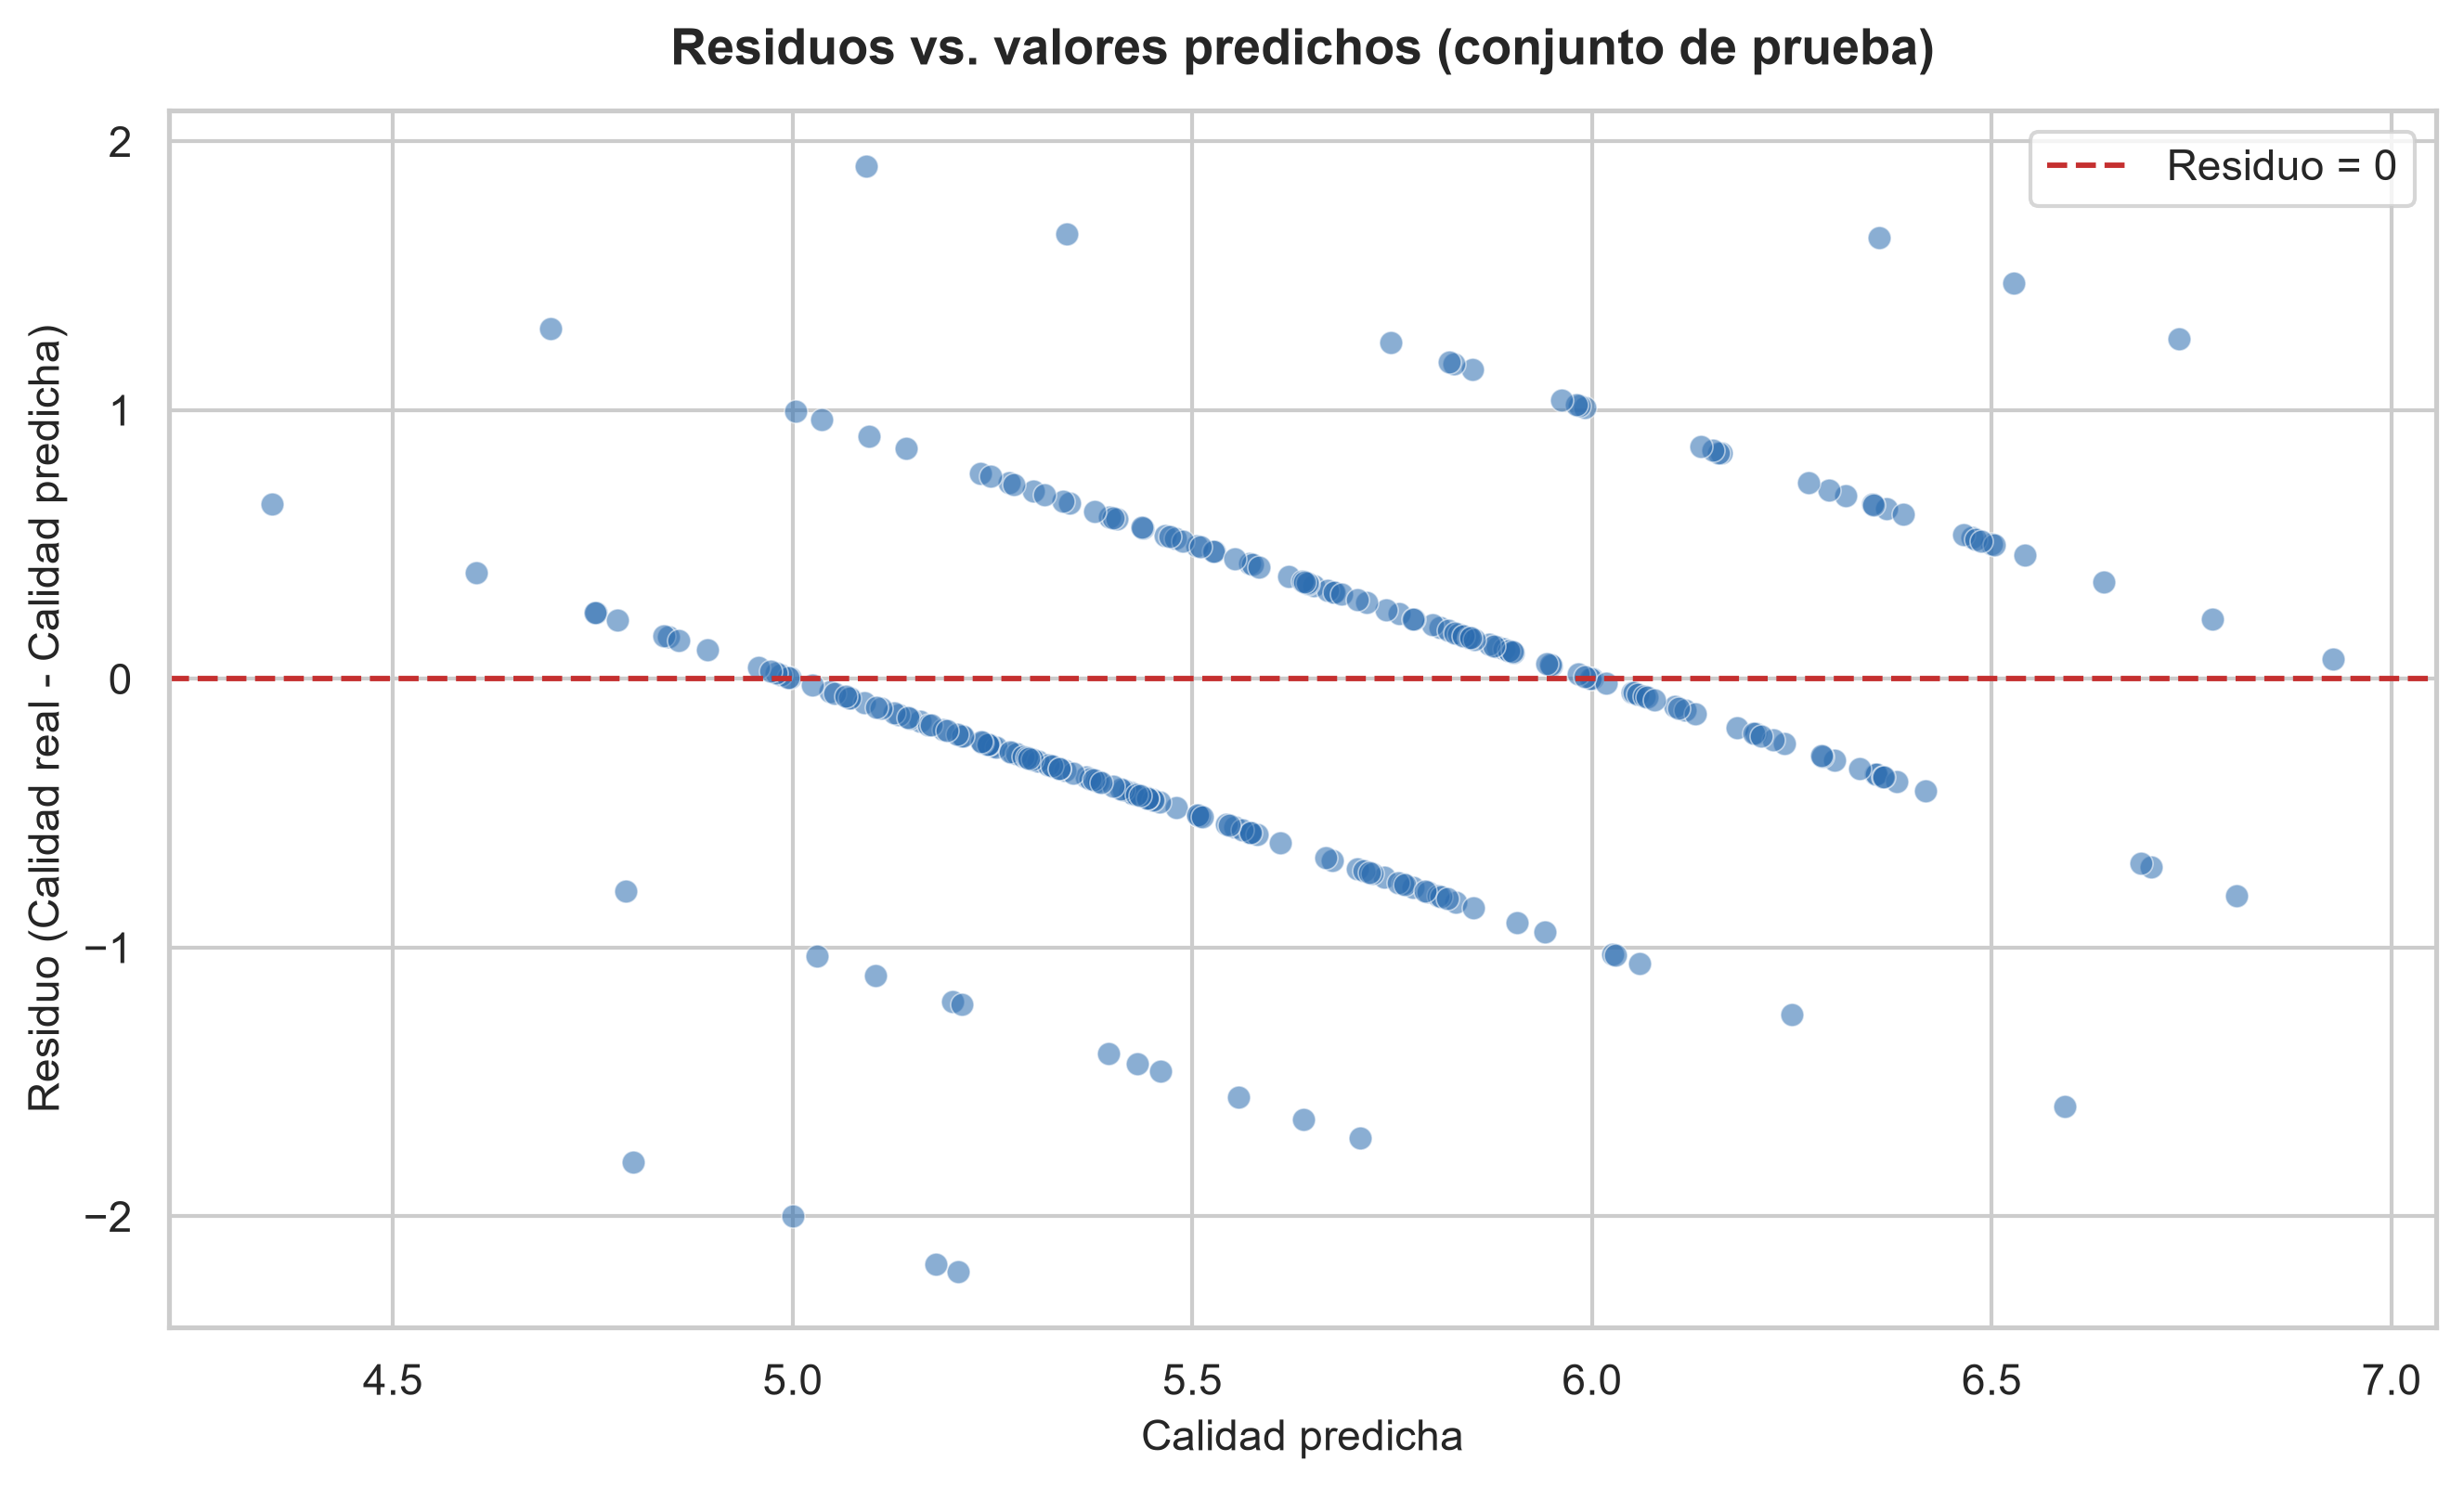 Residuos vs. valores predichos (conjunto de prueba)
Residuo = 0
Residuo (Calidad real - Calidad predicha)
2
1
0
−1
−2
4.5 5.0 5.5 6.0 6.5 7.0
Calidad predicha